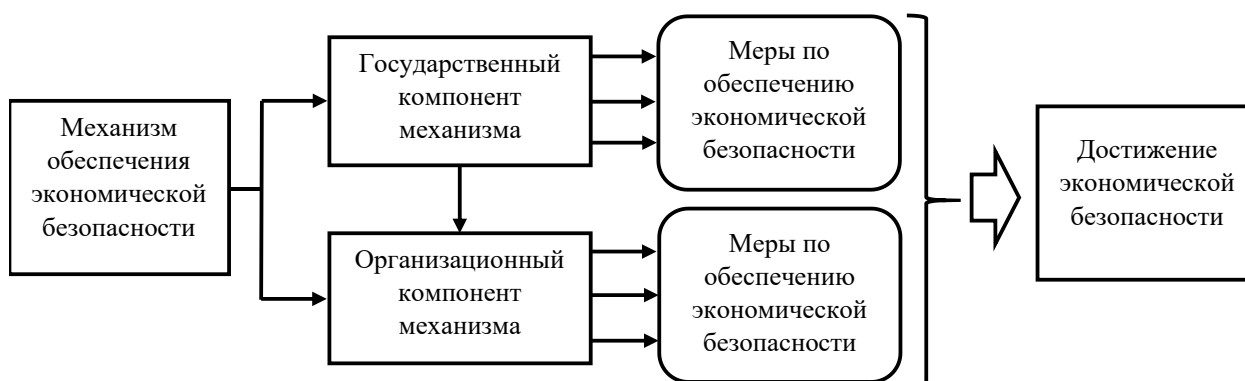 Механизм
обеспечения
экономической
безопасности
Государственный
компонент
механизма
Организационный
компонент
механизма
Меры по
обеспечению
экономической
безопасности
Меры по
обеспечению
экономической
безопасности
Достижение
экономической
безопасности